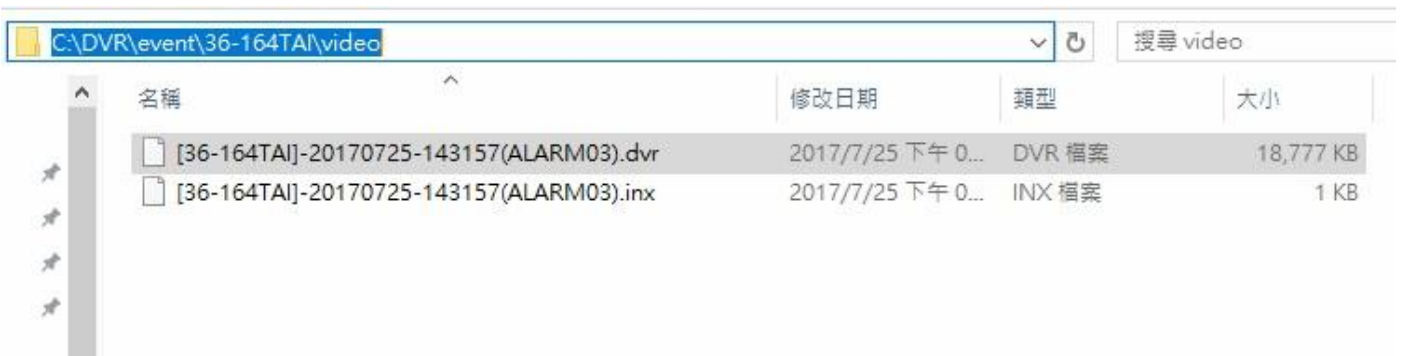 C:\DVR\event\36-164TAI\video 搜尋 video
名稱 修改日期 類型 大小
[36-164TAI]-20170725-143157(ALARM03).dvr 2017/7/25 下午 0... DVR 檔案 18,777 KB
[36-164TAI]-20170725-143157(ALARM03).inx 2017/7/25 下午 0... INX 檔案 1 KB